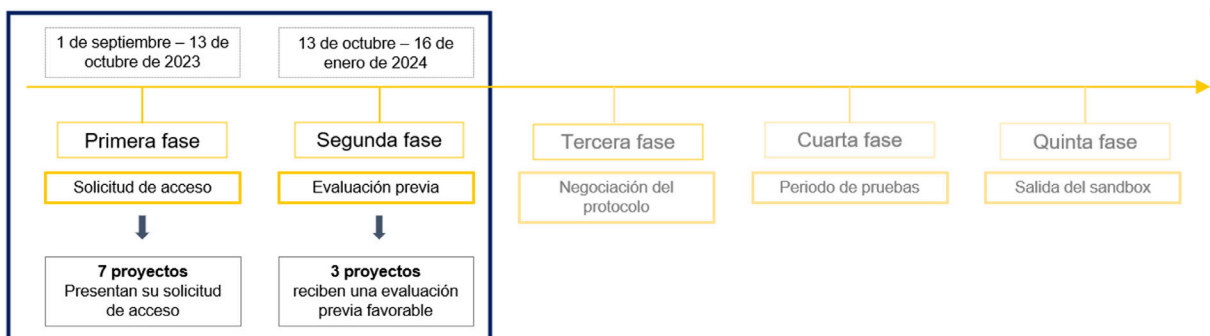 1 de septiembre – 13 de
octubre de 2023
13 de octubre – 16 de
enero de 2024
Primera fase
Segunda fase
Tercera fase
Cuarta fase
Quinta fase
Solicitud de acceso
Evaluación previa
Negociación del
protocolo
Periodo de pruebas
Salida del sandbox
7 proyectos
Presentan su solicitud
de acceso
3 proyectos
reciben una evaluación
previa favorable